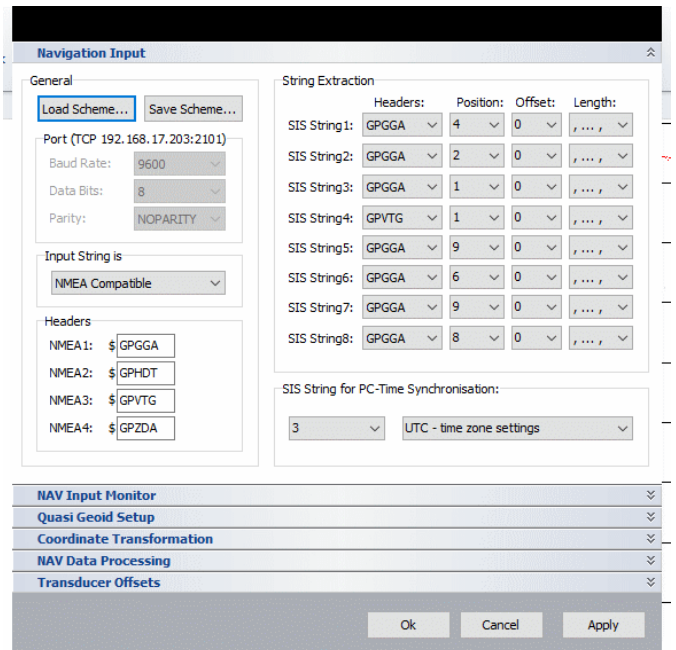 Navigation Input
General
Load Scheme... Save Scheme...
Port (TCP 192.168.17.203:2101)
Baud Rate: 9600
Data Bits: 8
Parity: NOPARITY
Input String is
NMEA Compatible
Headers
NMEA1: $ GPGGA
NMEA2: $ GPHDT
NMEA3: $ GPVTG
NMEA4: $ GPZDA
String Extraction
Headers: Position: Offset: Length:
SIS String1: GPGGA 4 0 , ... ,
SIS String2: GPGGA 2 0 , ... ,
SIS String3: GPGGA 1 0 , ... ,
SIS String4: GPVTG 1 0 , ... ,
SIS String5: GPGGA 9 0 , ... ,
SIS String6: GPGGA 6 0 , ... ,
SIS String7: GPGGA 9 0 , ... ,
SIS String8: GPGGA 8 0 , ... ,
SIS String for PC-Time Synchronisation:
3 UTC - time zone settings
NAV Input Monitor
Quasi Geoid Setup
Coordinate Transformation
NAV Data Processing
Transducer Offsets
Ok Cancel Apply